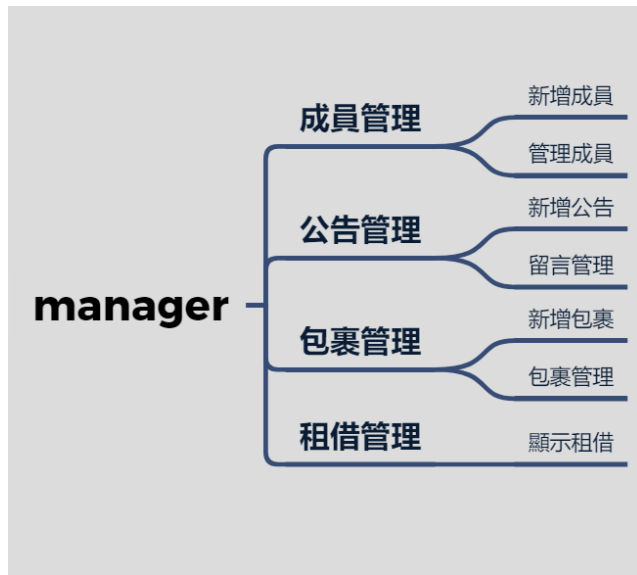 manager
成員管理
新增成員
管理成員
公告管理
新增公告
留言管理
包裹管理
新增包裹
包裹管理
租借管理
顯示租借